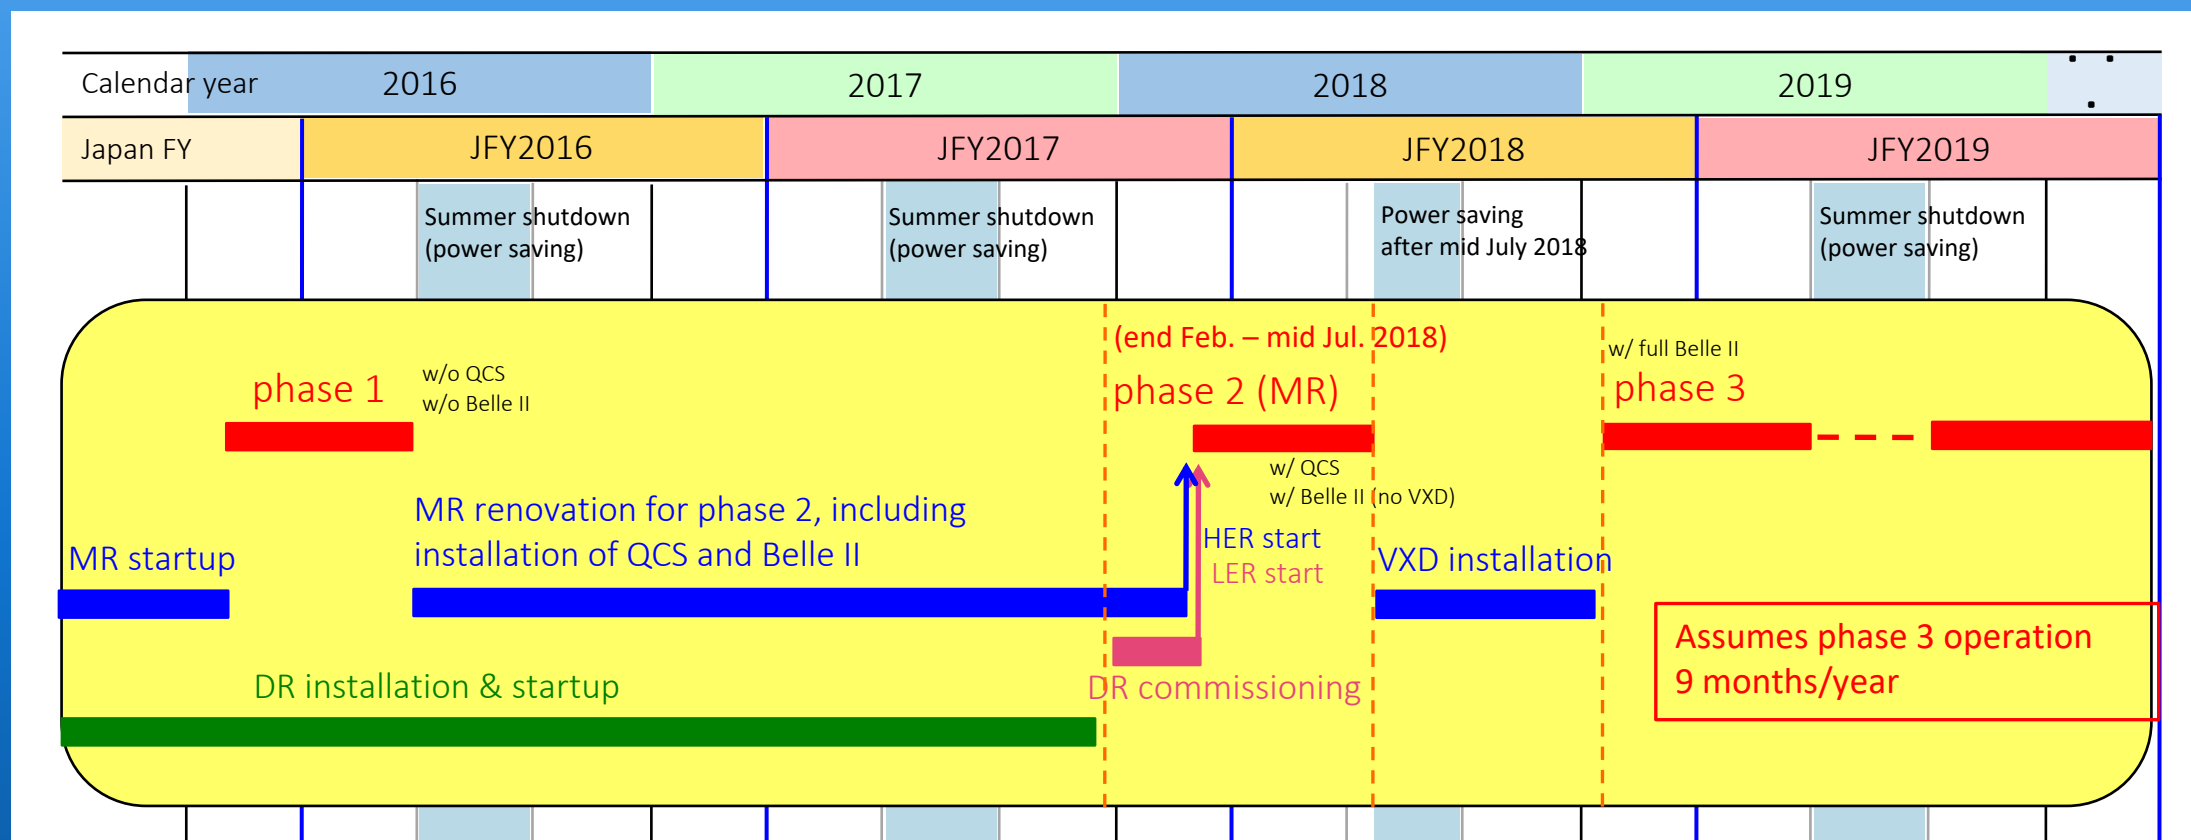 Calendar year 2016 2017 2018 2019 . . .
Japan FY JFY2016 JFY2017 JFY2018 JFY2019
Summer shutdown
(power saving)
Summer shutdown
(power saving)
Power saving
after mid July 2018
Summer shutdown
(power saving)
(end Feb. – mid Jul. 2018)
w/ full Belle II
phase 1
w/o QCS
w/o Belle II
phase 2 (MR)
phase 3
w/ QCS
w/ Belle II (no VXD)
MR renovation for phase 2, including
installation of QCS and Belle II
HER start
LER start
MR startup
VXD installation
Assumes phase 3 operation
9 months/year
DR installation & startup
DR commissioning